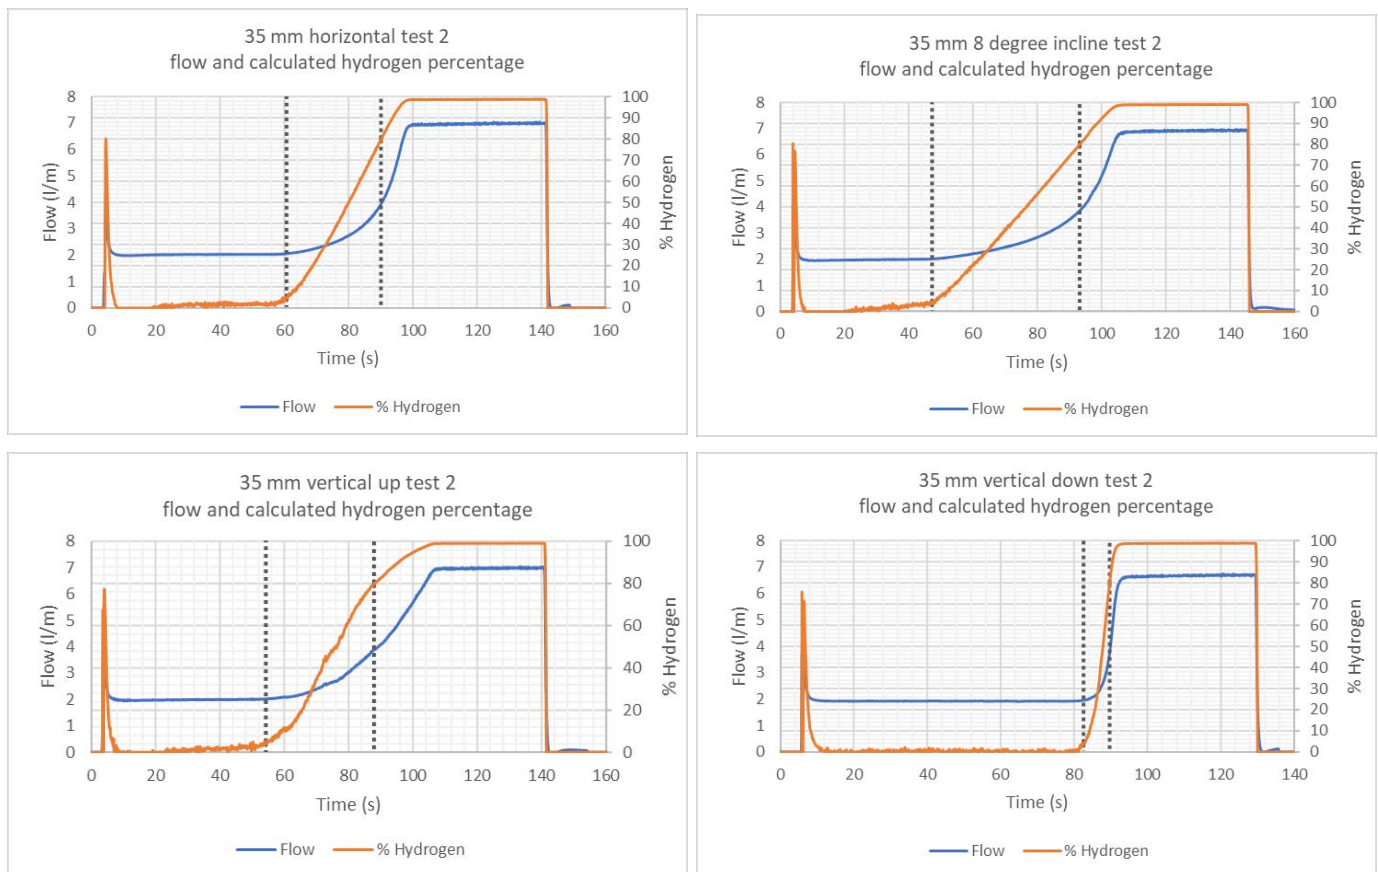 35 mm horizontal test 2
flow and calculated hydrogen percentage
8
7
6
5
4
3
2
1
0
Flow (l/m)
100
90
80
70
60
50
40
30
20
10
0
% Hydrogen
0 20 40 60 80 100 120 140 160
Time (s)
Flow % Hydrogen
35 mm 8 degree incline test 2
flow and calculated hydrogen percentage
8
7
6
5
4
3
2
1
0
Flow (l/m)
100
90
80
70
60
50
40
30
20
10
0
% Hydrogen
0 20 40 60 80 100 120 140 160
Time (s)
Flow % Hydrogen
35 mm vertical up test 2
flow and calculated hydrogen percentage
8
7
6
5
4
3
2
1
0
Flow (l/m)
100
80
60
40
20
0
% Hydrogen
0 20 40 60 80 100 120 140 160
Time (s)
Flow % Hydrogen
35 mm vertical down test 2
flow and calculated hydrogen percentage
8
7
6
5
4
3
2
1
0
Flow (l/m)
100
90
80
70
60
50
40
30
20
10
0
% Hydrogen
0 20 40 60 80 100 120 140
Time (s)
Flow % Hydrogen